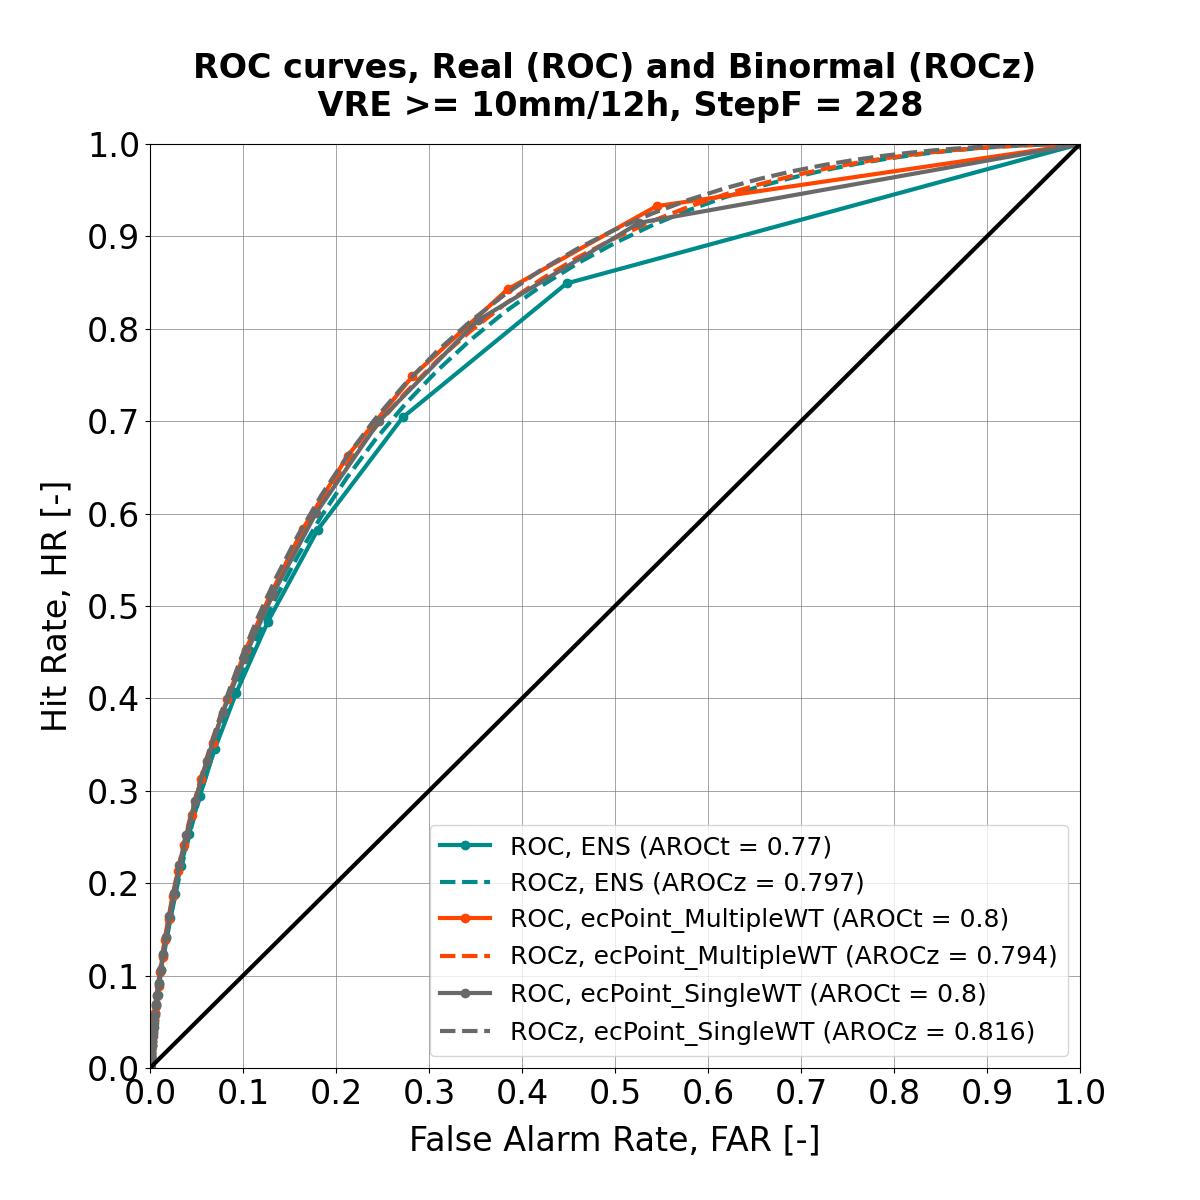 ROC curves, Real (ROC) and Binormal (ROCz)
VRE >= 10mm/12h, StepF = 228
1.0
0.9
0.8
0.7
0.6
0.5
0.4
0.3
0.2
0.1
0.0
Hit Rate, HR [-]
ROC, ENS (AROCt = 0.77)
ROCz, ENS (AROCz = 0.797)
ROC, ecPoint_MultipleWT (AROCt = 0.8)
ROCz, ecPoint_MultipleWT (AROCz = 0.794)
ROC, ecPoint_SingleWT (AROCt = 0.8)
ROCz, ecPoint_SingleWT (AROCz = 0.816)
0.0 0.1 0.2 0.3 0.4 0.5 0.6 0.7 0.8 0.9 1.0
False Alarm Rate, FAR [-]